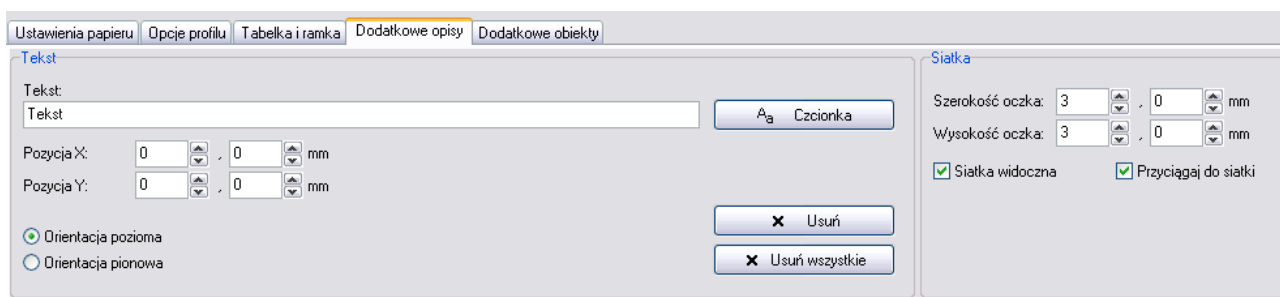 Ustawienia papieru Opcje profilu Tabelka i ramka Dodatkowe opisy Dodatkowe obiekty
Tekst
Tekst:
Tekst
Aa Czcionka
Pozycja X: 0 , 0 mm
Pozycja Y: 0 , 0 mm
Orientacja pozioma
Orientacja pionowa
Usuń
Usuń wszystkie
Siatka
Szerokość oczka: 3 , 0 mm
Wysokość oczka: 3 , 0 mm
Siatka widoczna Przyciągaj do siatki